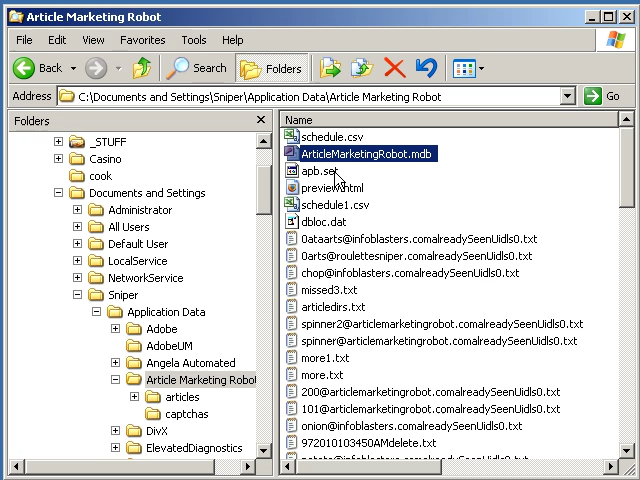 Article Marketing Robot
File Edit View Favorites Tools Help
Back Search Folders
Address C:\Documents and Settings\Sniper\Application Data\Article Marketing Robot Go
Folders
_STUFF
Casino
cook
Documents and Settings
Administrator
All Users
Default User
LocalService
NetworkService
Sniper
Application Data
Adobe
AdobeUM
Angela Automated
Article Marketing Robot
articles
captchas
DivX
ElevatedDiagnostics
Name
schedule.csv
ArticleMarketingRobot.mdb
apb.set
preview.html
schedule1.csv
dbloc.dat
0ataarts@infoblasters.comalreadySeenUidls0.txt
0arts@roulettesniper.comalreadySeenUidls0.txt
chop@infoblasters.comalreadySeenUidls0.txt
missed3.txt
articledirs.txt
spinner2@articlemarketingrobot.comalreadySeenUidls0.txt
spinner@articlemarketingrobot.comalreadySeenUidls0.txt
more1.txt
more.txt
200@articlemarketingrobot.comalreadySeenUidls0.txt
101@articlemarketingrobot.comalreadySeenUidls0.txt
onion@infoblasters.comalreadySeenUidls0.txt
972010103450AMdelete.txt